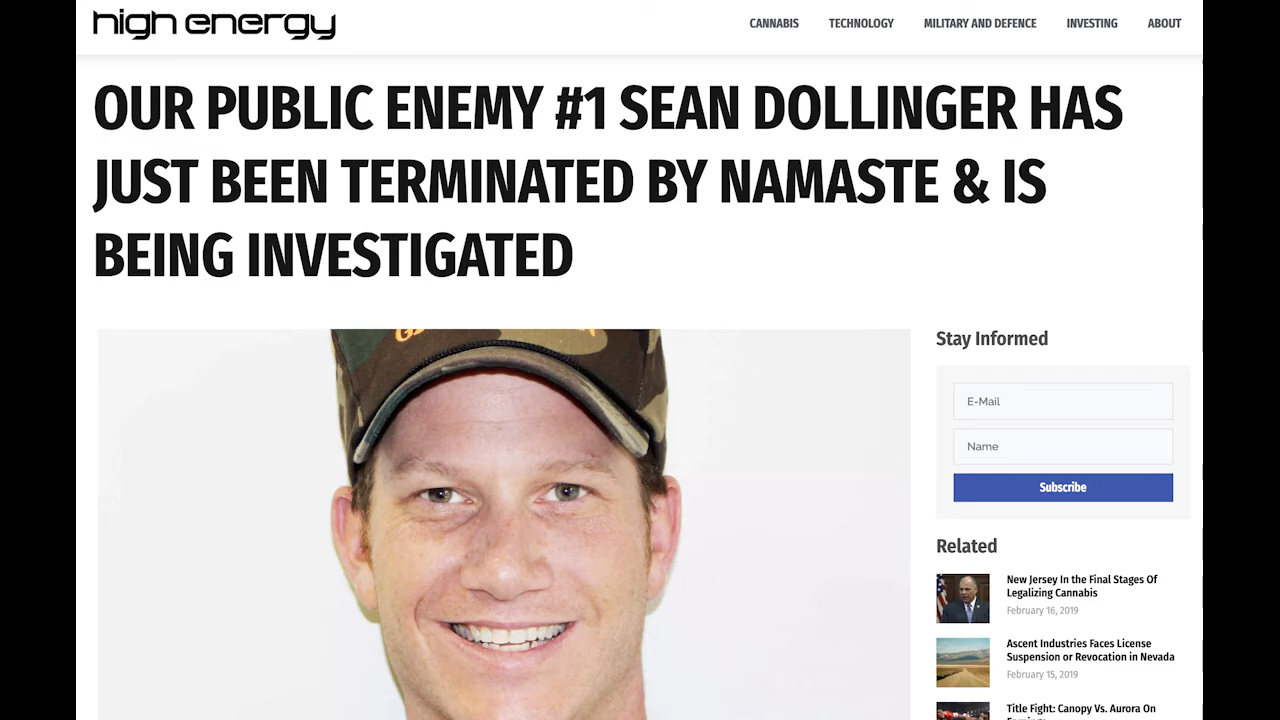 high energy
CANNABIS
TECHNOLOGY
MILITARY AND DEFENCE
INVESTING
ABOUT
OUR PUBLIC ENEMY #1 SEAN DOLLINGER HAS
JUST BEEN TERMINATED BY NAMASTE & IS
BEING INVESTIGATED
Stay Informed
E-Mail
Name
Subscribe
Related
New Jersey In the Final Stages Of
Legalizing Cannabis
February 16, 2019
Ascent Industries Faces License
Suspension or Revocation in Nevada
February 15, 2019
Title Fight: Canopy Vs. Aurora On